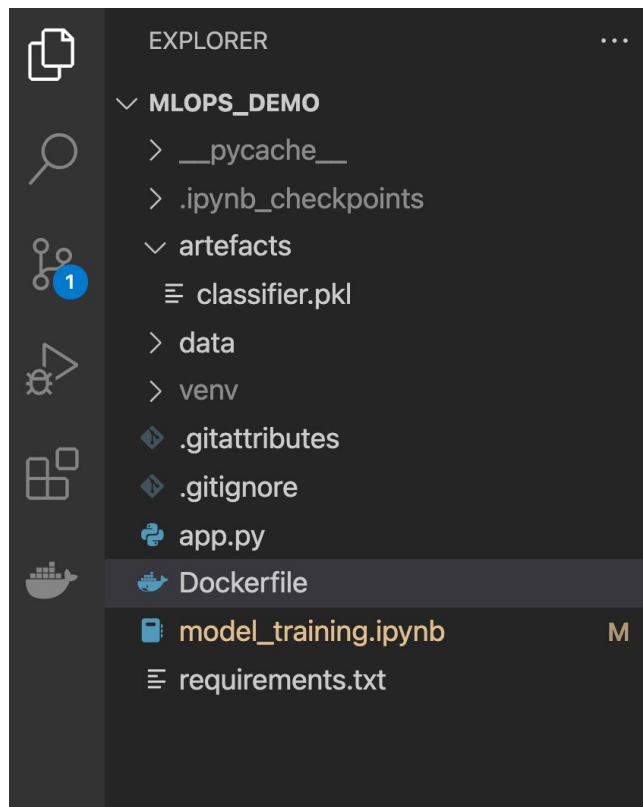 EXPLORER ...
MLOPS_DEMO
__pycache__
.ipynb_checkpoints
artefacts
classifier.pkl
data
venv
.gitattributes
1
.gitignore
app.py
Dockerfile
model_training.ipynb M
requirements.txt